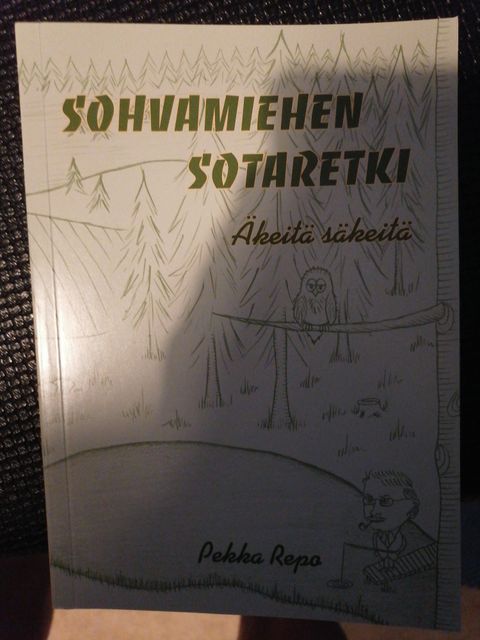 SOHVAMIEHEN
SOTARETKI
Äkeitä säkeitä
Pekka Repo